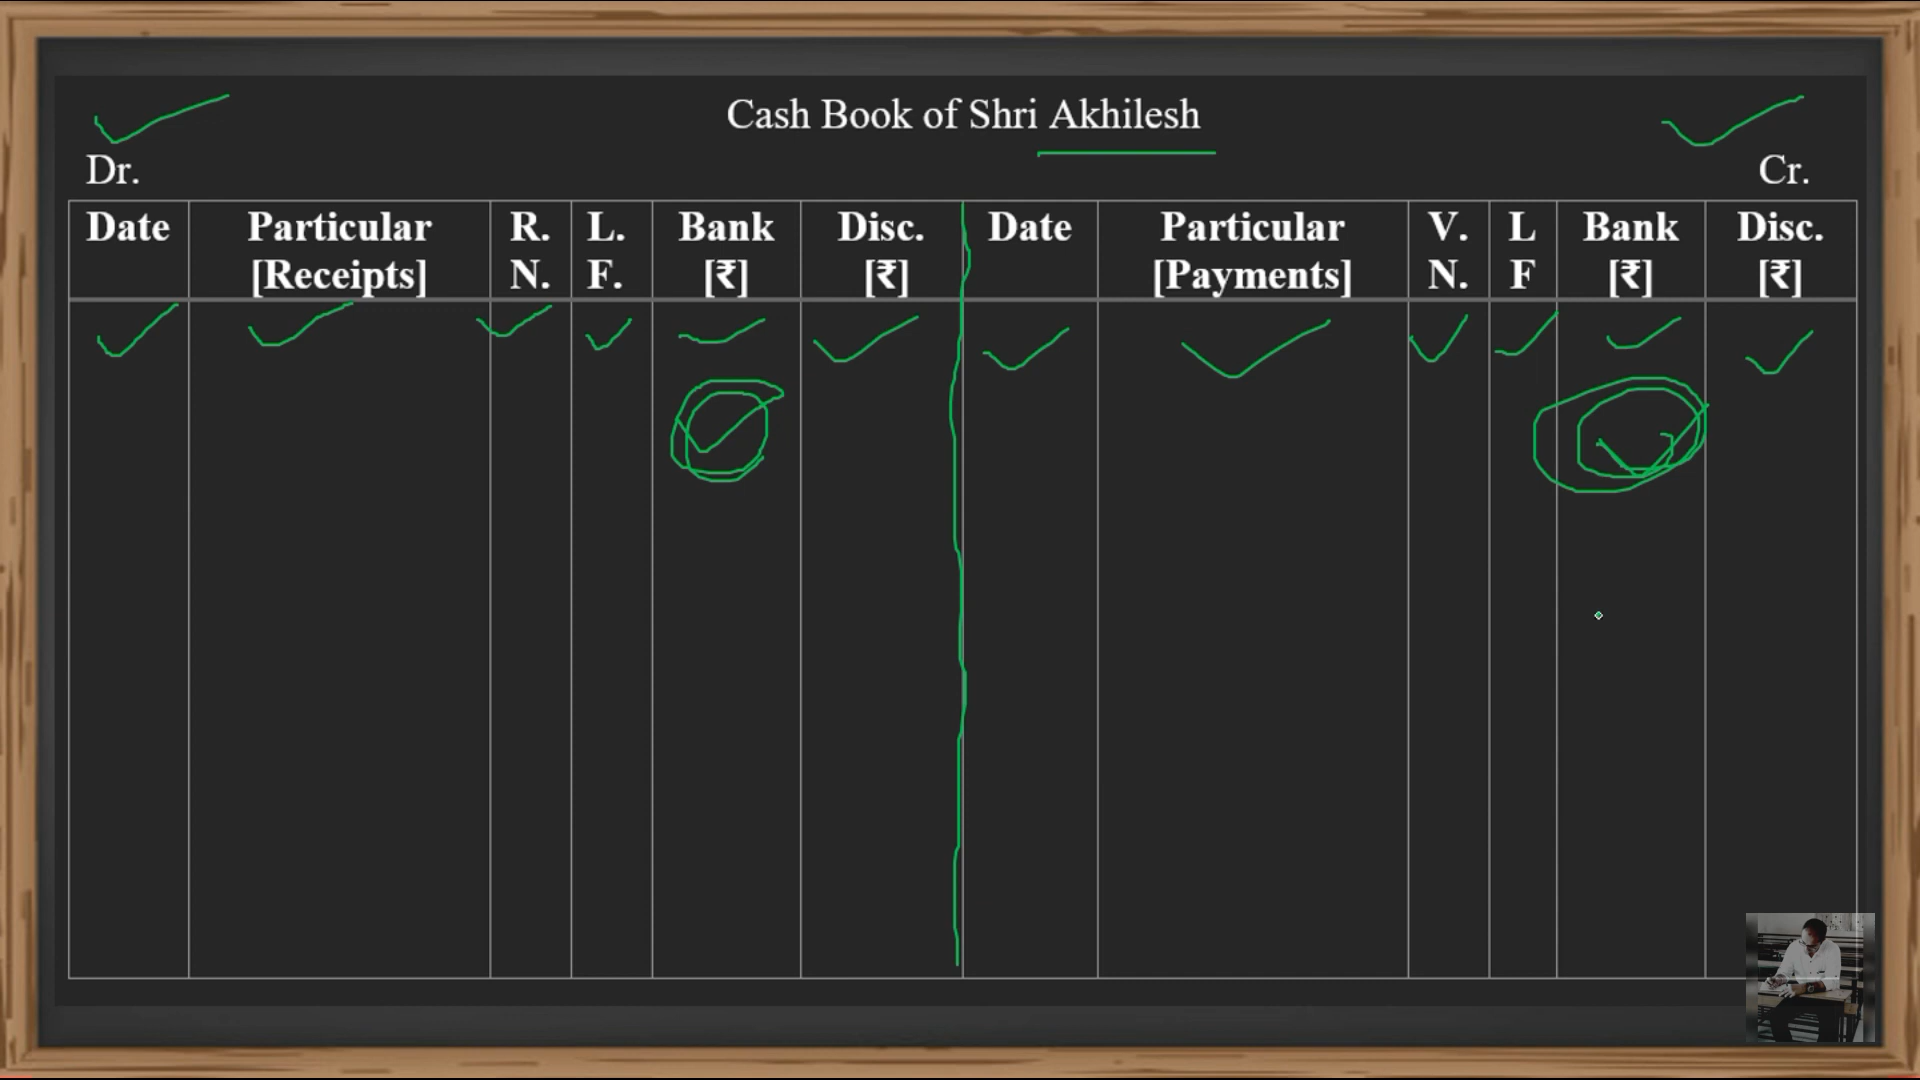 Cash Book of Shri Akhilesh
Dr. Cr.
Date Particular R. L. Bank Disc. Date Particular V. L Bank Disc.
[Receipts] N. F. [₹] [₹] [Payments] N. F [₹] [₹]